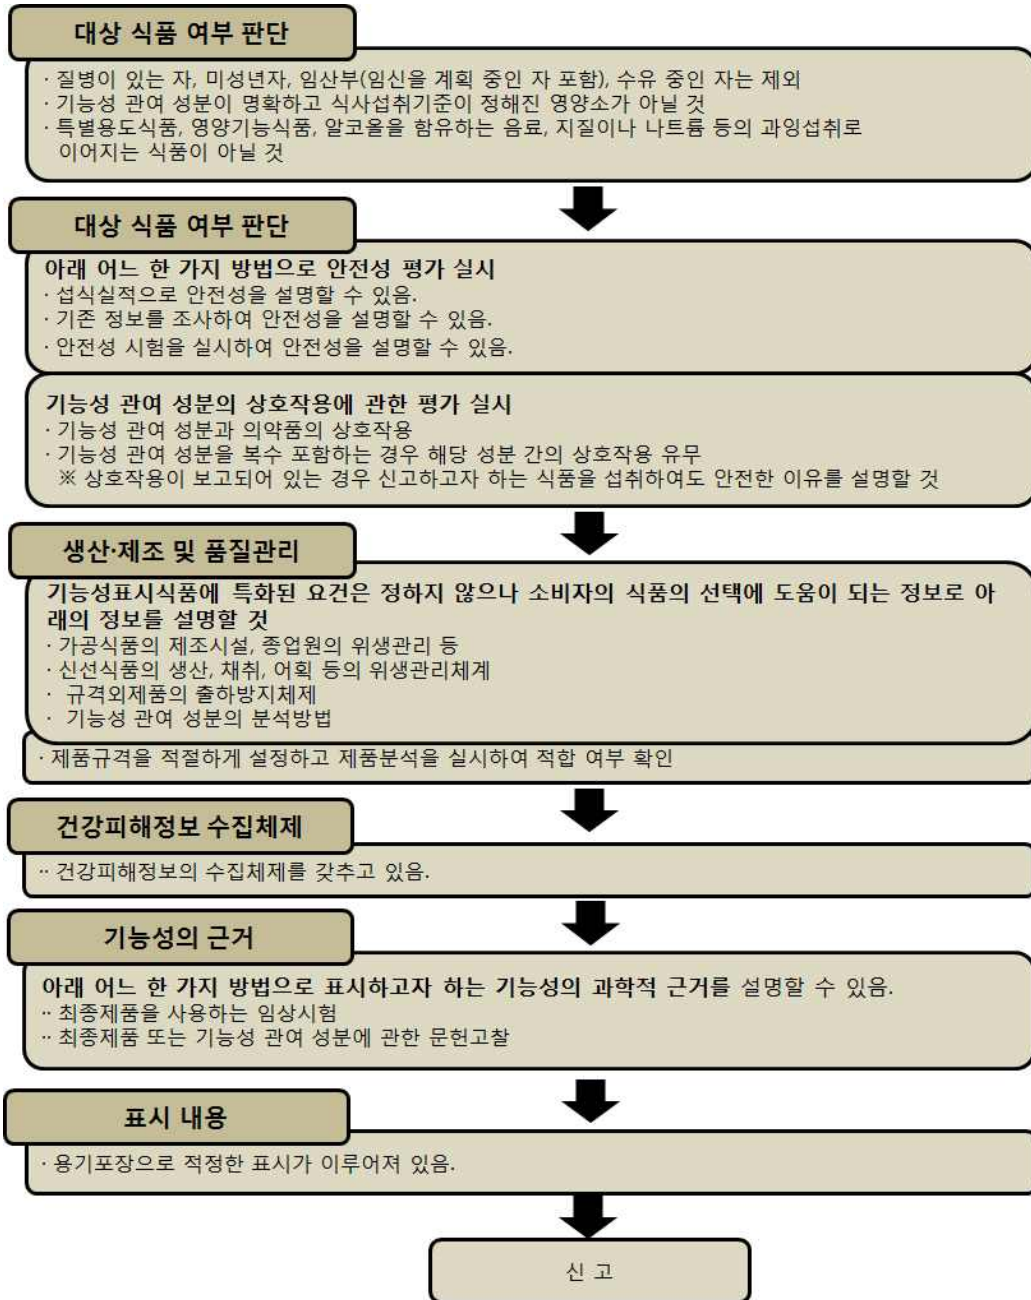 대상 식품 여부 판단
· 질병이 있는 자, 미성년자, 임산부(임신을 계획 중인 자 포함), 수유 중인 자는 제외
· 기능성 관여 성분이 명확하고 식사섭취기준이 정해진 영양소가 아닐 것
· 특별용도식품, 영양기능식품, 알코올을 함유하는 음료, 지질이나 나트륨 등의 과잉섭취로
이어지는 식품이 아닐 것
대상 식품 여부 판단
아래 어느 한 가지 방법으로 안전성 평가 실시
· 섭식실적으로 안전성을 설명할 수 있음.
· 기존 정보를 조사하여 안전성을 설명할 수 있음.
· 안전성 시험을 실시하여 안전성을 설명할 수 있음.
기능성 관여 성분의 상호작용에 관한 평가 실시
· 기능성 관여 성분과 의약품의 상호작용
· 기능성 관여 성분을 복수 포함하는 경우 해당 성분 간의 상호작용 유무
※ 상호작용이 보고되어 있는 경우 신고하고자 하는 식품을 섭취하여도 안전한 이유를 설명할 것
생산·제조 및 품질관리
기능성표시식품에 특화된 요건은 정하지 않으나 소비자의 식품의 선택에 도움이 되는 정보로 아
래의 정보를 설명할 것
· 가공식품의 제조시설, 종업원의 위생관리 등
· 신선식품의 생산, 채취, 어획 등의 위생관리체계
· 규격외제품의 출하방지체제
· 기능성 관여 성분의 분석방법
· 제품규격을 적절하게 설정하고 제품분석을 실시하여 적합 여부 확인
건강피해정보 수집체제
·· 건강피해정보의 수집체제를 갖추고 있음.
기능성의 근거
아래 어느 한 가지 방법으로 표시하고자 하는 기능성의 과학적 근거를 설명할 수 있음.
·· 최종제품을 사용하는 임상시험
·· 최종제품 또는 기능성 관여 성분에 관한 문헌고찰
표시 내용
· 용기포장으로 적정한 표시가 이루어져 있음.
신 고